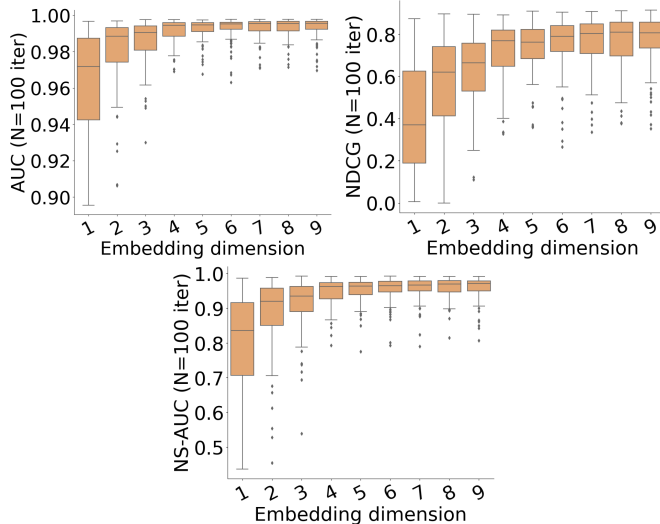 AUC (N=100 iter)
1.00
0.98
0.96
0.94
0.92
0.90
1 2 3 4 5 6 7 8 9
Embedding dimension
NDCG (N=100 iter)
0.8
0.6
0.4
0.2
0.0
1 2 3 4 5 6 7 8 9
Embedding dimension
NS-AUC (N=100 iter)
1.0
0.9
0.8
0.7
0.6
0.5
1 2 3 4 5 6 7 8 9
Embedding dimension